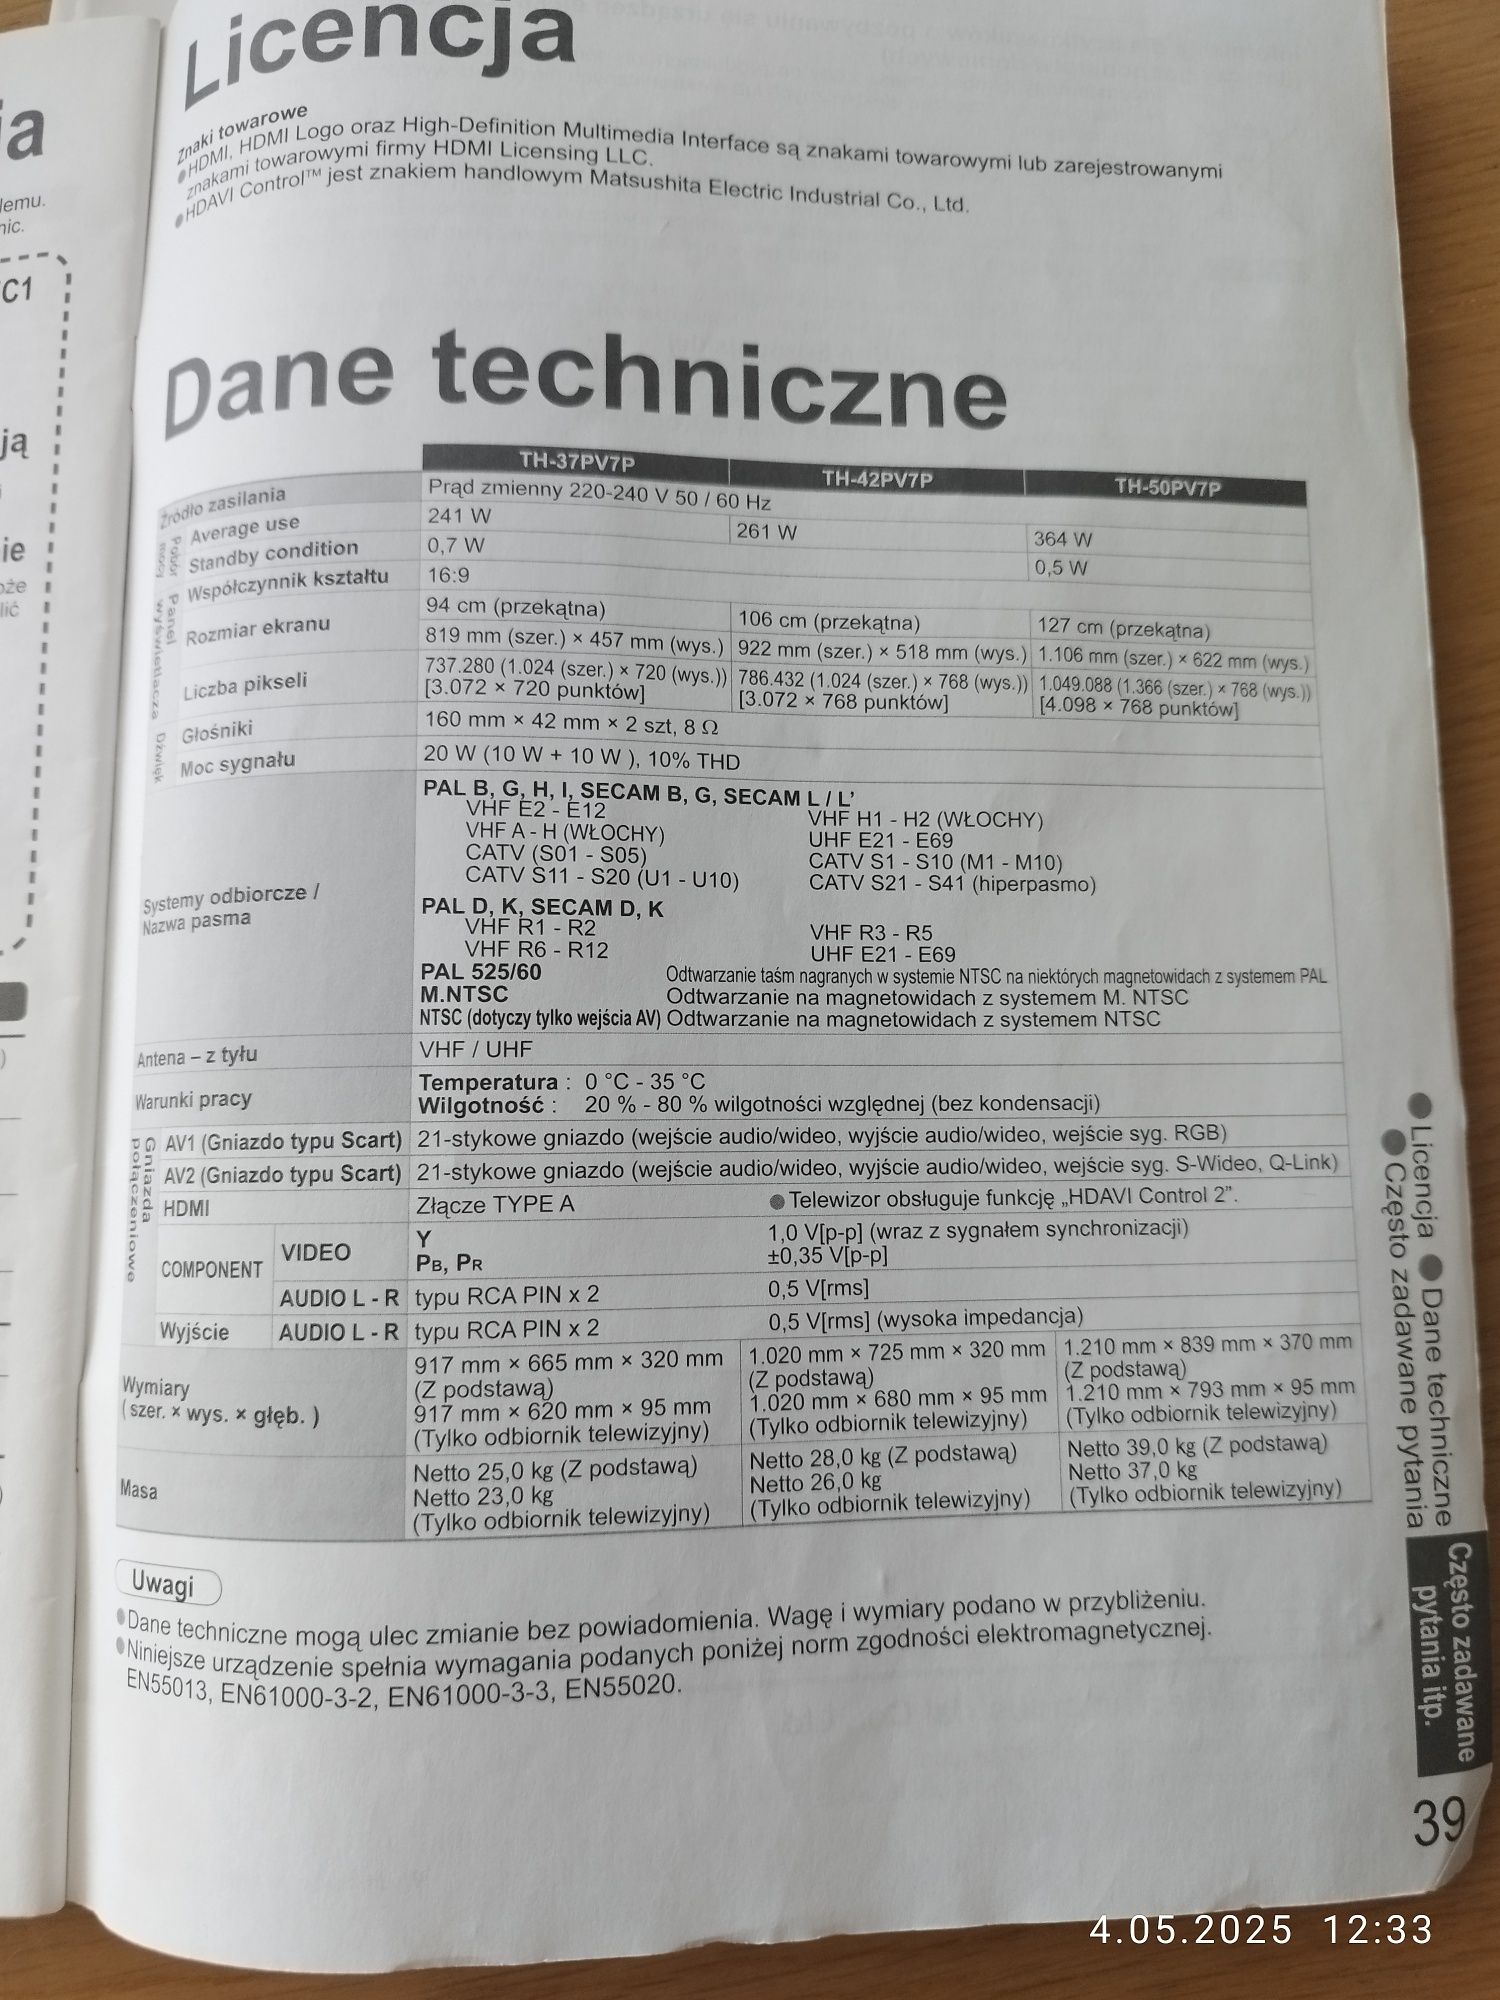 Licencja
Znaki towarowe
●HDMI, HDMI Logo oraz High-Definition Multimedia Interface są znakami towarowymi lub zarejestrowanymi
znakami towarowymi firmy HDMI Licensing LLC.
●HDAVI Control™ jest znakiem handlowym Matsushita Electric Industrial Co., Ltd.
ia
lemu.
nic.
C1
ją
ie
oże
lić
Dane techniczne
TH-37PV7P TH-42PV7P TH-50PV7P
Źródło zasilania Prąd zmienny 220-240 V 50 / 60 Hz
Pobór mocy
Average use 241 W 261 W 364 W
Standby condition 0,7 W 0,5 W
Panel wyświetlacza
Współczynnik kształtu 16:9
Rozmiar ekranu 94 cm (przekątna) 106 cm (przekątna) 127 cm (przekątna)
819 mm (szer.) × 457 mm (wys.) 922 mm (szer.) × 518 mm (wys.) 1.106 mm (szer.) × 622 mm (wys.)
Liczba pikseli 737.280 (1.024 (szer.) × 720 (wys.)) 786.432 (1.024 (szer.) × 768 (wys.)) 1.049.088 (1.366 (szer.) × 768 (wys.))
[3.072 × 720 punktów] [3.072 × 768 punktów] [4.098 × 768 punktów]
Dźwięk
Głośniki 160 mm × 42 mm × 2 szt, 8 Ω
Moc sygnału 20 W (10 W + 10 W ), 10% THD
Systemy odbiorcze /
Nazwa pasma
PAL B, G, H, I, SECAM B, G, SECAM L / L’
VHF E2 - E12 VHF H1 - H2 (WŁOCHY)
VHF A - H (WŁOCHY) UHF E21 - E69
CATV (S01 - S05) CATV S1 - S10 (M1 - M10)
CATV S11 - S20 (U1 - U10) CATV S21 - S41 (hiperpasmo)
PAL D, K, SECAM D, K
VHF R1 - R2 VHF R3 - R5
VHF R6 - R12 UHF E21 - E69
PAL 525/60 Odtwarzanie taśm nagranych w systemie NTSC na niektórych magnetowidach z systemem PAL
M.NTSC Odtwarzanie na magnetowidach z systemem M. NTSC
NTSC (dotyczy tylko wejścia AV) Odtwarzanie na magnetowidach z systemem NTSC
Antena – z tyłu VHF / UHF
Warunki pracy Temperatura : 0 °C - 35 °C
Wilgotność : 20 % - 80 % wilgotności względnej (bez kondensacji)
Gniazda połączeniowe
AV1 (Gniazdo typu Scart) 21-stykowe gniazdo (wejście audio/wideo, wyjście audio/wideo, wejście syg. RGB)
AV2 (Gniazdo typu Scart) 21-stykowe gniazdo (wejście audio/wideo, wyjście audio/wideo, wejście syg. S-Wideo, Q-Link)
HDMI Złącze TYPE A ● Telewizor obsługuje funkcję „HDAVI Control 2”.
COMPONENT VIDEO Y 1,0 V[p-p] (wraz z sygnałem synchronizacji)
PB, PR ±0,35 V[p-p]
AUDIO L - R typu RCA PIN x 2 0,5 V[rms]
Wyjście AUDIO L - R typu RCA PIN x 2 0,5 V[rms] (wysoka impedancja)
Wymiary
( szer. × wys. × głęb. )
917 mm × 665 mm × 320 mm 1.020 mm × 725 mm × 320 mm 1.210 mm × 839 mm × 370 mm
(Z podstawą) (Z podstawą) (Z podstawą)
917 mm × 620 mm × 95 mm 1.020 mm × 680 mm × 95 mm 1.210 mm × 793 mm × 95 mm
(Tylko odbiornik telewizyjny) (Tylko odbiornik telewizyjny) (Tylko odbiornik telewizyjny)
Masa Netto 25,0 kg (Z podstawą) Netto 28,0 kg (Z podstawą) Netto 39,0 kg (Z podstawą)
Netto 23,0 kg Netto 26,0 kg Netto 37,0 kg
(Tylko odbiornik telewizyjny) (Tylko odbiornik telewizyjny) (Tylko odbiornik telewizyjny)
Uwagi
●Dane techniczne mogą ulec zmianie bez powiadomienia. Wagę i wymiary podano w przybliżeniu.
●Niniejsze urządzenie spełnia wymagania podanych poniżej norm zgodności elektromagnetycznej.
EN55013, EN61000-3-2, EN61000-3-3, EN55020.
● Licencja ● Dane techniczne
● Często zadawane pytania
Często zadawane
pytania itp.
39
4.05.2025 12:33